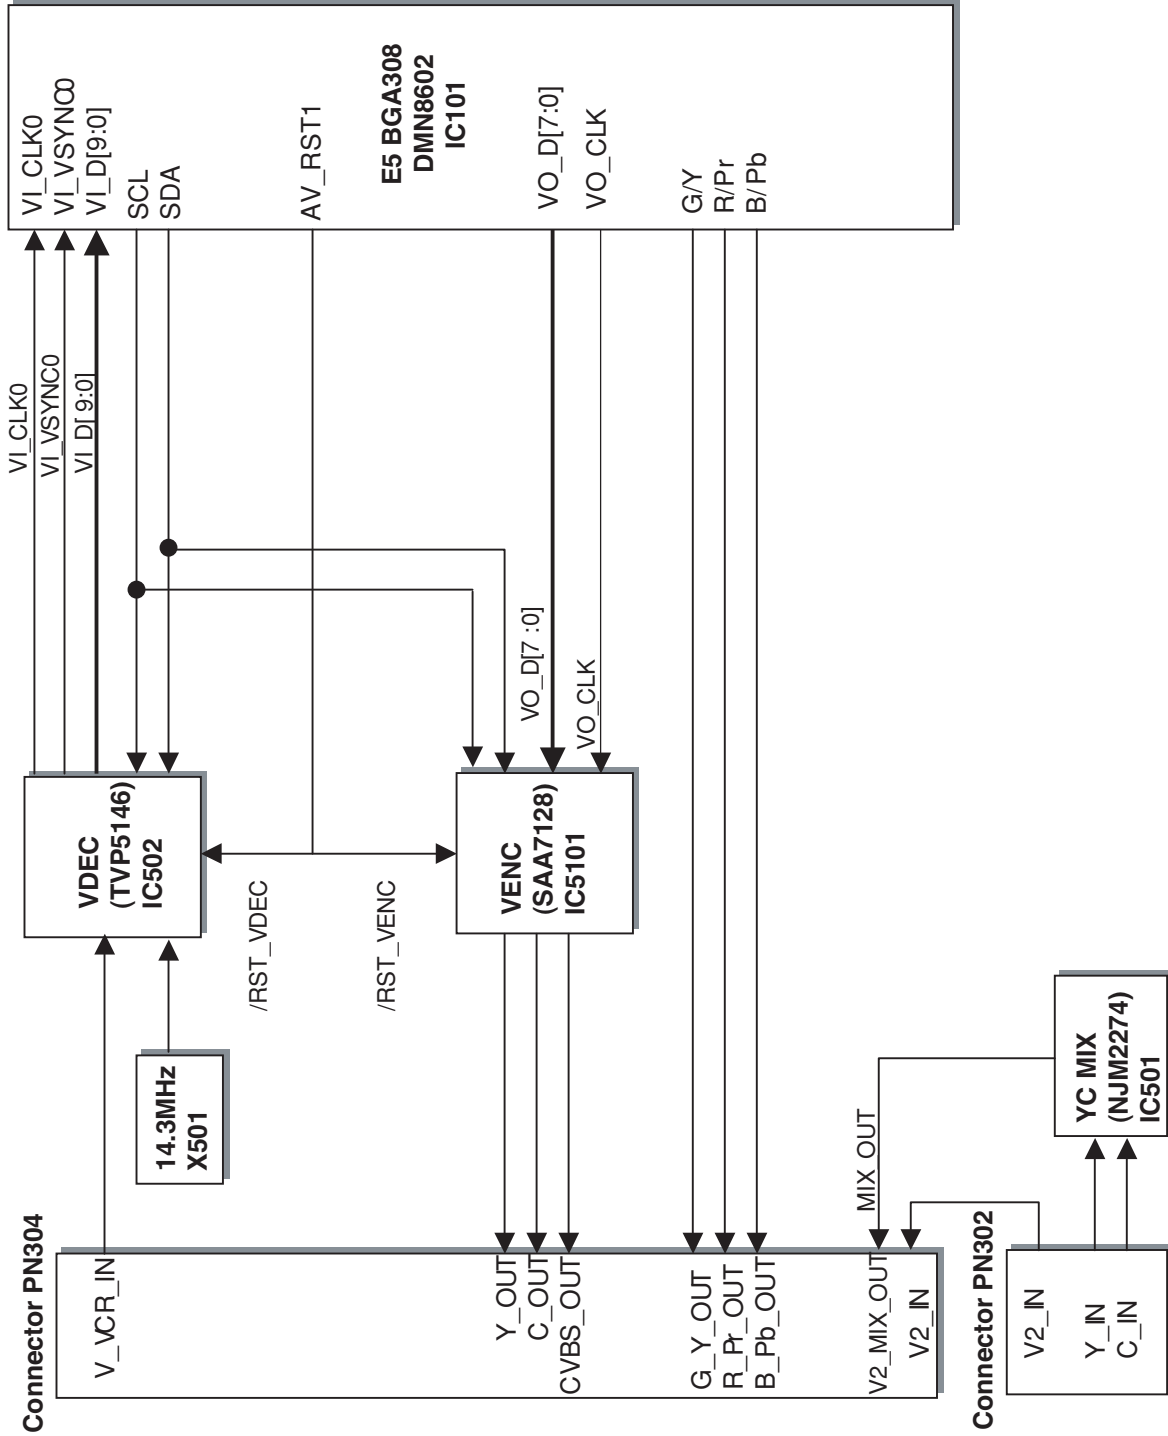 Connector PN304
V_VCR_IN
Y_OUT
C_OUT
CVBS_OUT
G_Y_OUT
R_Pr_OUT
B_Pb_OUT
V2_MIX_OUT
V2_IN
Connector PN302
V2_IN
Y_IN
C_IN
14.3MHz
X501
MIX OUT
YC MIX
(NJM2274)
IC501
VDEC
(TVP5146)
IC502
/RST_VDEC
/RST_VENC
VENC
(SAA7128)
IC5101
VI_CLK0
VI_VSYNC0
VI_D[ 9:0]
VO_D[7 :0]
VO_CLK
VI_CLK0
VI_VSYNC0
VI_D[9:0]
SCL
SDA
AV_RST1
E5 BGA308
DMN8602
IC101
VO_D[7:0]
VO_CLK
G/Y
R/Pr
B/Pb